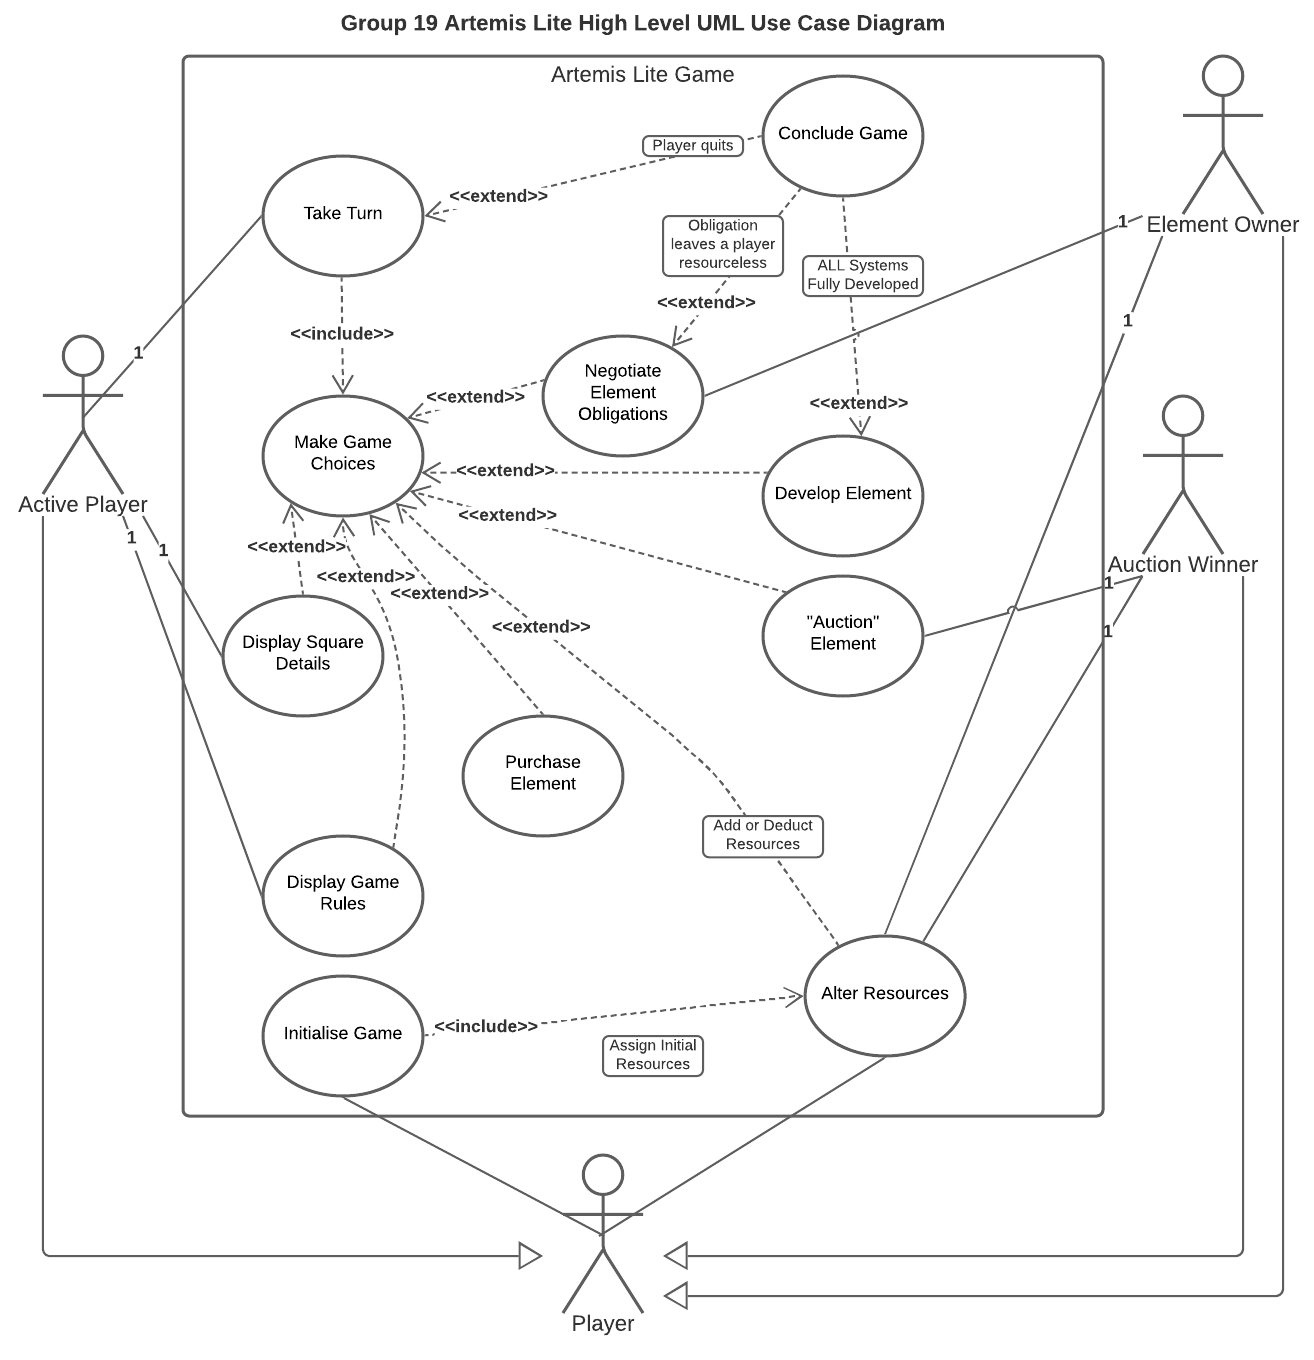 Group 19 Artemis Lite High Level UML Use Case Diagram
Artemis Lite Game
Conclude Game
Player quits
<<extend>>
Take Turn
Obligation
leaves a player
resourceless
ALL Systems
Fully Developed
1
Element Owner
<<extend>>
<<include>>
1
1
Negotiate
Element
Obligations
<<extend>>
<<extend>>
Make Game
Choices
<<extend>>
Develop Element
Active Player
<<extend>>
1
1
<<extend>>
Auction Winner
<<extend>>
<<extend>>
1
"Auction"
Element
<<extend>>
1
Display Square
Details
Purchase
Element
Add or Deduct
Resources
Display Game
Rules
Alter Resources
Initialise Game
<<include>>
Assign Initial
Resources
Player